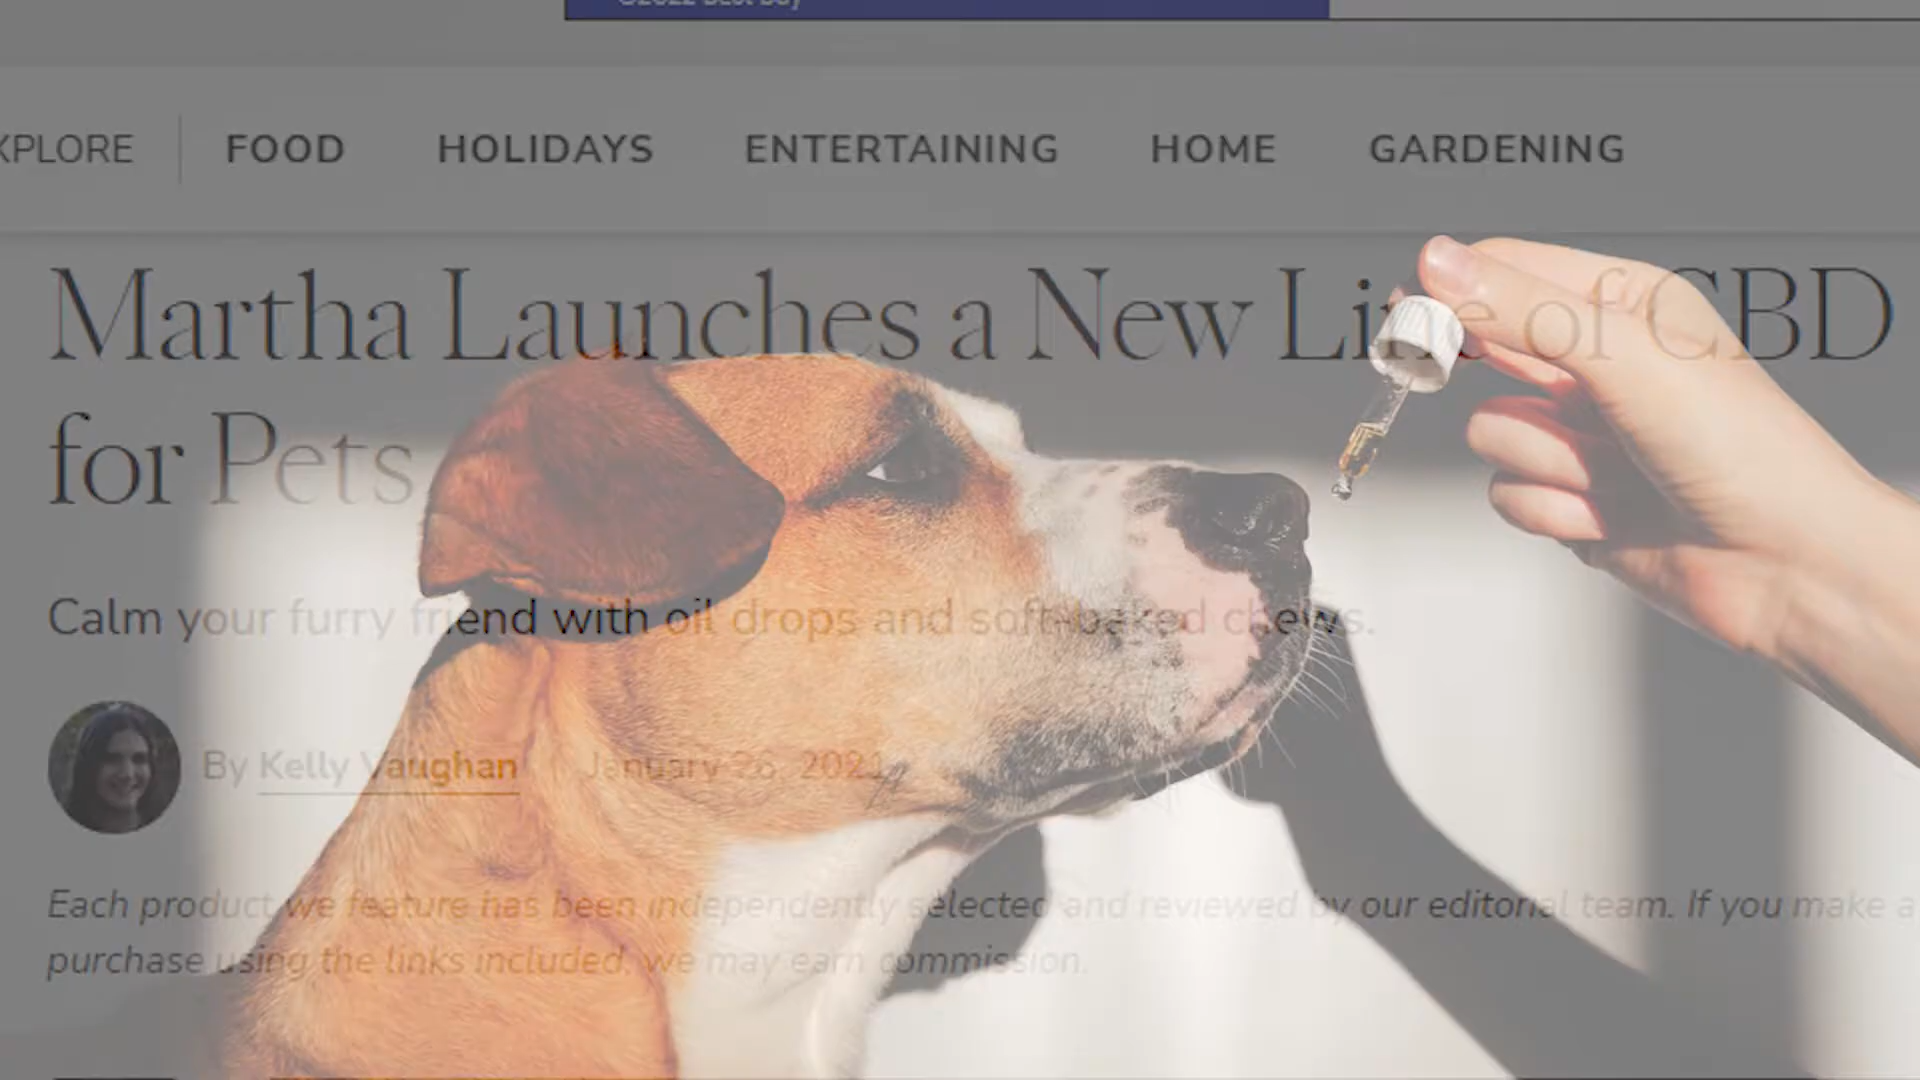 ©2022 Best Buy
XPLORE
FOOD
HOLIDAYS
ENTERTAINING
HOME
GARDENING
Martha Launches a New Line of CBD
for Pets
Calm your furry friend with oil drops and soft-baked chews.
By Kelly Vaughan January 26, 2021
Each product we feature has been independently selected and reviewed by our editorial team. If you make a
purchase using the links included, we may earn commission.